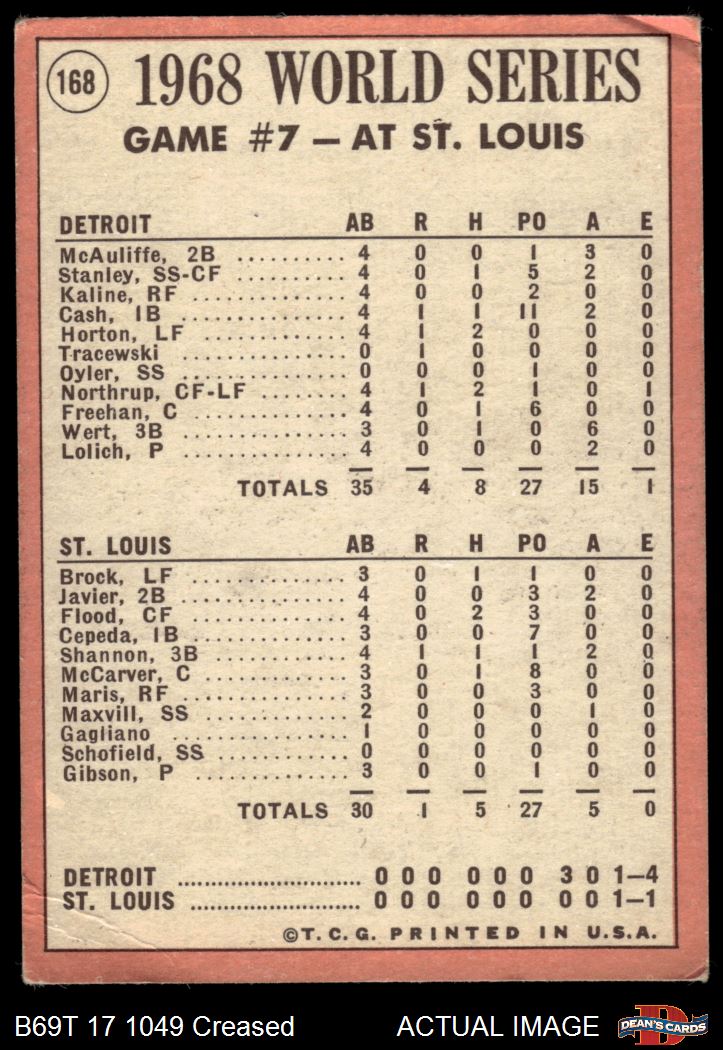 168 1968 WORLD SERIES
GAME #7 – AT ST. LOUIS
DETROIT AB R H PO A E
McAuliffe, 2B .......... 4 0 0 1 3 0
Stanley, SS-CF .......... 4 0 1 5 2 0
Kaline, RF .............. 4 0 0 2 0 0
Cash, 1B ............... 4 1 1 11 2 0
Horton, LF .............. 4 1 2 0 0 0
Tracewski .............. 0 1 0 0 0 0
Oyler, SS ............... 0 0 0 1 0 0
Northrup, CF-LF ........ 4 1 2 1 0 1
Freehan, C .............. 4 0 1 6 0 0
Wert, 3B ............... 3 0 1 0 6 0
Lolich, P ............... 4 0 0 0 2 0
TOTALS 35 4 8 27 15 1
ST. LOUIS AB R H PO A E
Brock, LF .............. 3 0 1 1 0 0
Javier, 2B .............. 4 0 0 3 2 0
Flood, CF .............. 4 0 2 3 0 0
Cepeda, 1B ............. 3 0 0 7 0 0
Shannon, 3B ............ 4 1 1 1 2 0
McCarver, C ............ 3 0 1 8 0 0
Maris, RF ............... 3 0 0 3 0 0
Maxvill, SS ............. 2 0 0 0 1 0
Gagliano ............... 1 0 0 0 0 0
Schofield, SS ............ 0 0 0 0 0 0
Gibson, P .............. 3 0 0 1 0 0
TOTALS 30 1 5 27 5 0
DETROIT ............................ 0 0 0 0 0 0 3 0 1–4
ST. LOUIS .......................... 0 0 0 0 0 0 0 0 1–1
©T.C.G. PRINTED IN U.S.A.
B69T 17 1049 Creased ACTUAL IMAGE DEAN'S CARDS